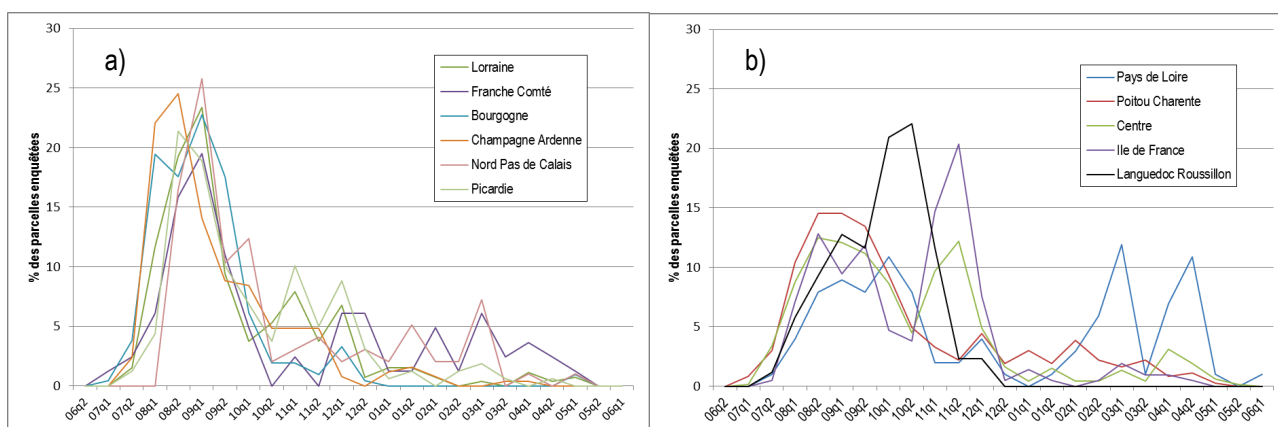 a)
% des parcelles enquêtées
30
25
20
15
10
5
0
Lorraine
Franche Comté
Bourgogne
Champagne Ardenne
Nord Pas de Calais
Picardie
06q2 07q1 07q2 08q1 08q2 09q1 09q2 10q1 10q2 11q1 11q2 12q1 12q2 01q1 01q2 02q1 02q2 03q1 03q2 04q1 04q2 05q1 05q2 06q1
b)
% des parcelles enquêtées
30
25
20
15
10
5
0
Pays de Loire
Poitou Charente
Centre
Ile de France
Languedoc Roussillon
06q2 07q1 07q2 08q1 08q2 09q1 09q2 10q1 10q2 11q1 11q2 12q1 12q2 01q1 01q2 02q1 02q2 03q1 03q2 04q1 04q2 05q1 05q2 06q1